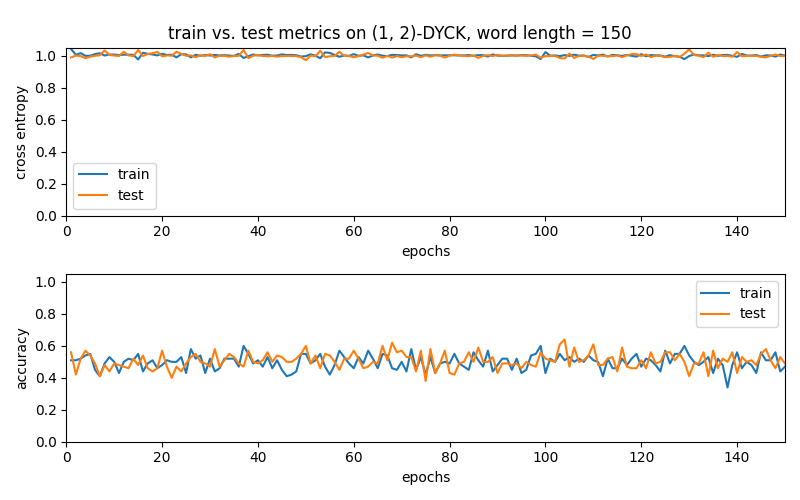 train vs. test metrics on (1, 2)-DYCK, word length = 150
1.0
0.8
0.6
0.4
0.2
0.0
cross entropy
train
test
0 20 40 60 80 100 120 140
epochs
1.0
0.8
0.6
0.4
0.2
0.0
accuracy
train
test
0 20 40 60 80 100 120 140
epochs